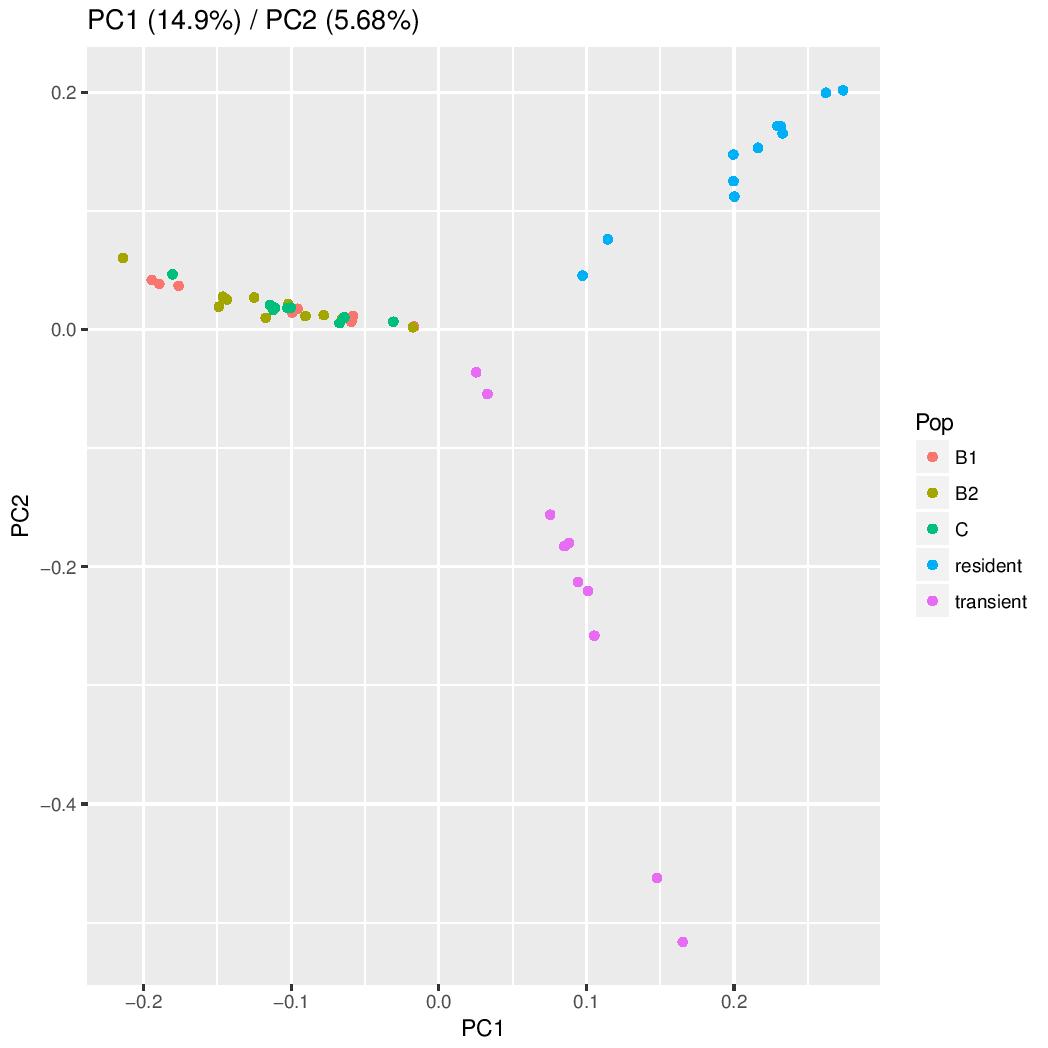 PC1 (14.9%) / PC2 (5.68%)
0.2
0.0
−0.2
−0.4
PC2
−0.2
−0.1
0.0
0.1
0.2
PC1
Pop
B1
B2
C
resident
transient